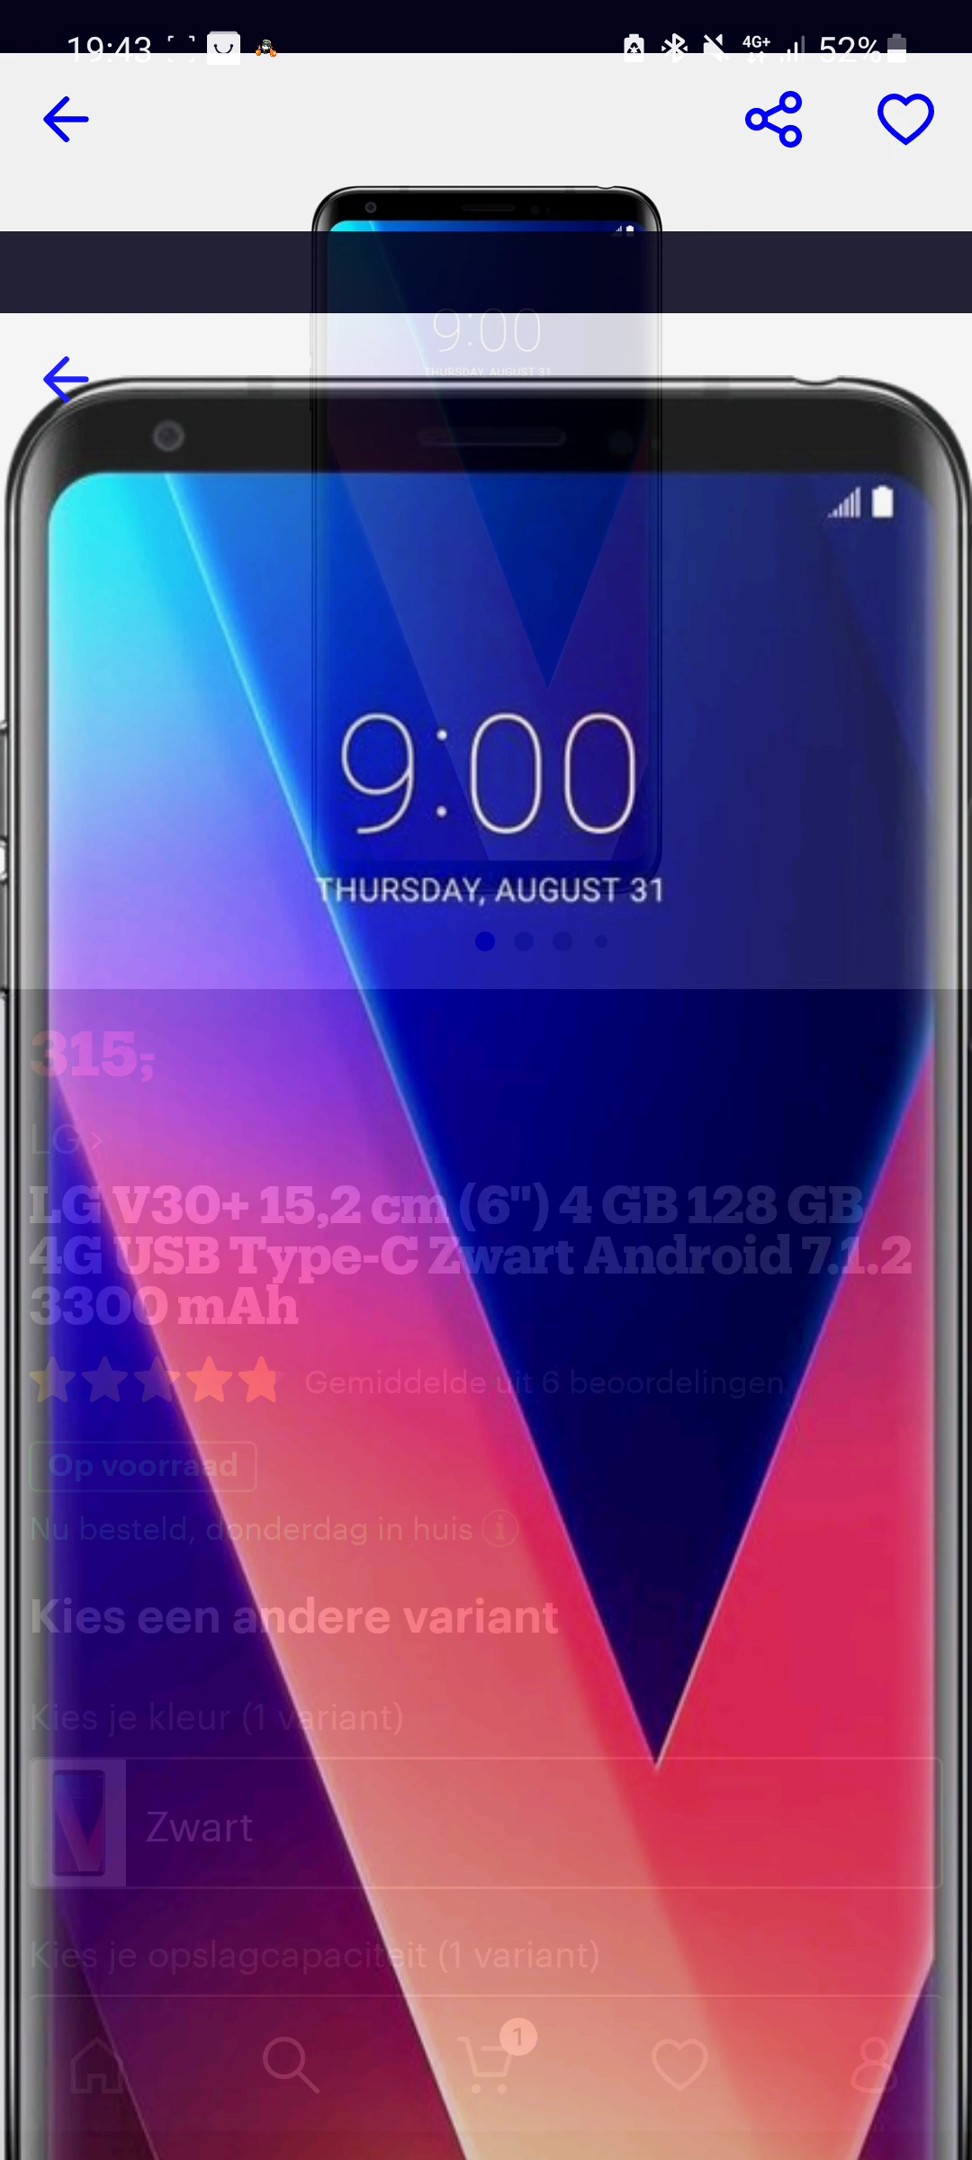 19:43
4G+
52%
9:00
THURSDAY, AUGUST 31
9:00
THURSDAY, AUGUST 31
315,-
LG >
LG V30+ 15,2 cm (6") 4 GB 128 GB
4G USB Type-C Zwart Android 7.1.2
3300 mAh
Gemiddelde uit 6 beoordelingen
Op voorraad
Nu besteld, donderdag in huis i
Kies een andere variant
Kies je kleur (1 variant)
Zwart
Kies je opslagcapaciteit (1 variant)
1